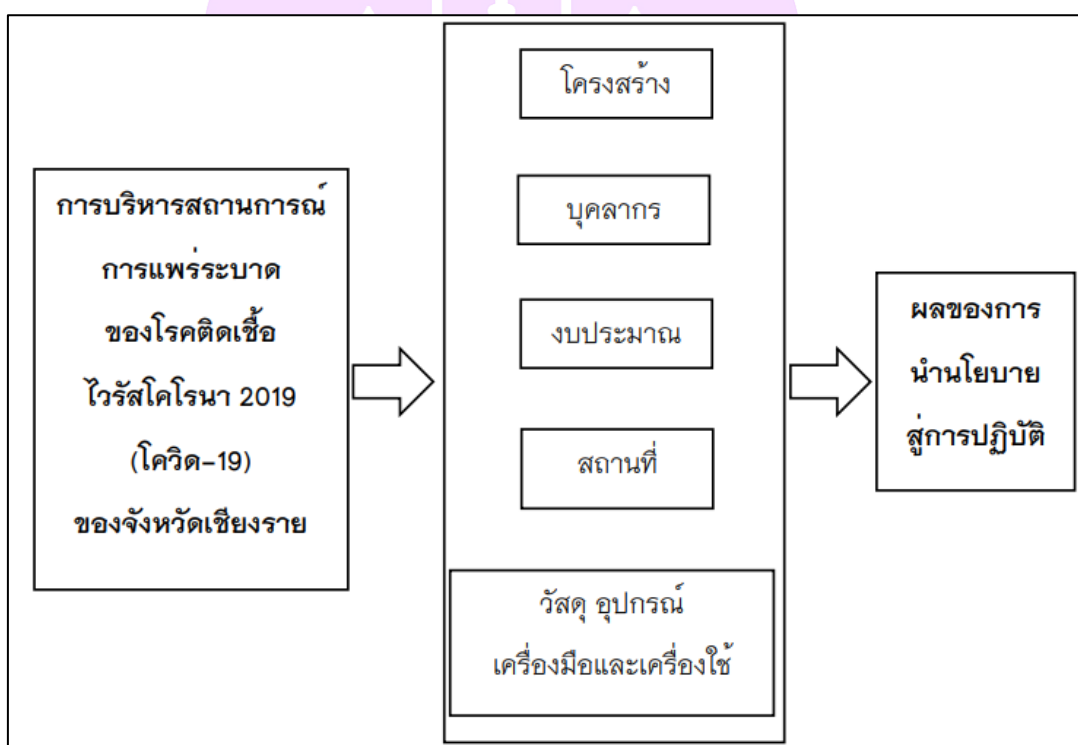 การบริหารสถานการณ์
การแพร่ระบาด
ของโรคติดเชื้อ
ไวรัสโคโรนา 2019
(โควิด-19)
ของจังหวัดเชียงราย
โครงสร้าง
บุคลากร
งบประมาณ
สถานที่
วัสดุ อุปกรณ์
เครื่องมือและเครื่องใช้
ผลของการ
นำนโยบาย
สู่การปฏิบัติ